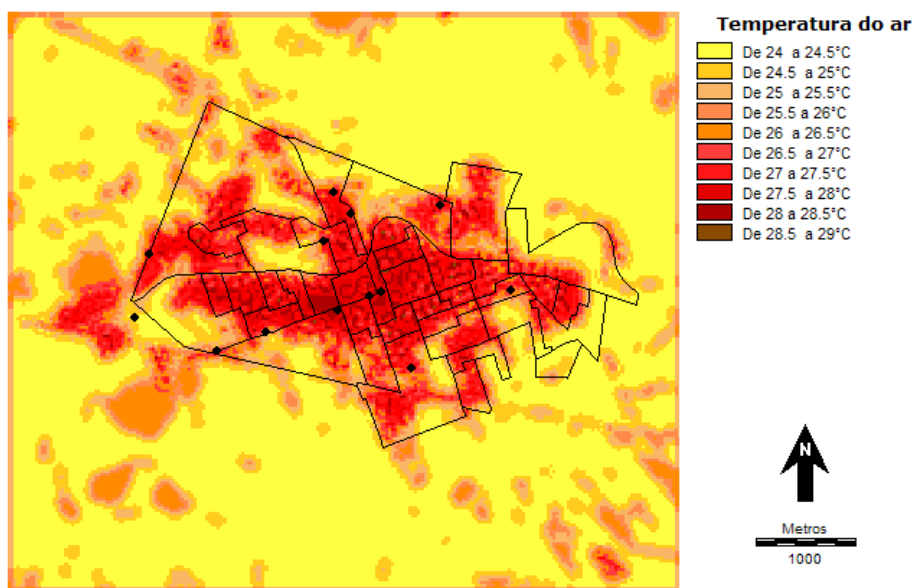 Temperatura do ar
De 24 a 24.5°C
De 24.5 a 25°C
De 25 a 25.5°C
De 25.5 a 26°C
De 26 a 26.5°C
De 26.5 a 27°C
De 27 a 27.5°C
De 27.5 a 28°C
De 28 a 28.5°C
De 28.5 a 29°C
N
Metros
1000